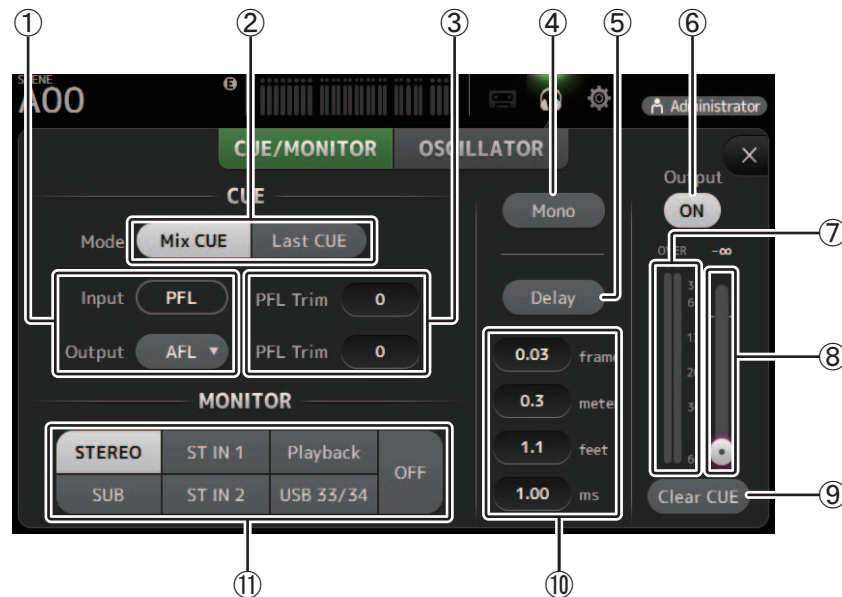 ① ② ③ ④ ⑤ ⑥
SCENE
A00
E
Administrator
CUE/MONITOR OSCILLATOR
×
CUE
Mode Mix CUE Last CUE
Input PFL PFL Trim 0
Output AFL ▼ PFL Trim 0
MONITOR
STEREO ST IN 1 Playback OFF
SUB ST IN 2 USB 33/34
Mono
Delay
0.03 frame
0.3 meter
1.1 feet
1.00 ms
Output
ON
OVER -∞
3
6
Clear CUE
⑦
⑧
⑨
⑪ ⑩